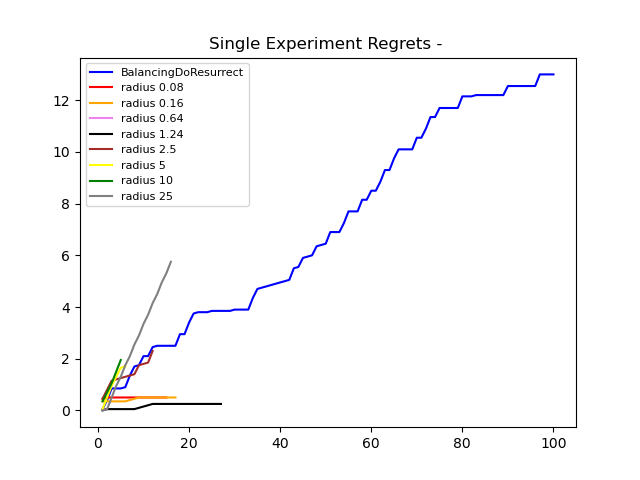 Single Experiment Regrets -
BalancingDoResurrect
radius 0.08
radius 0.16
radius 0.64
radius 1.24
radius 2.5
radius 5
radius 10
radius 25
12
10
8
6
4
2
0
0 20 40 60 80 100